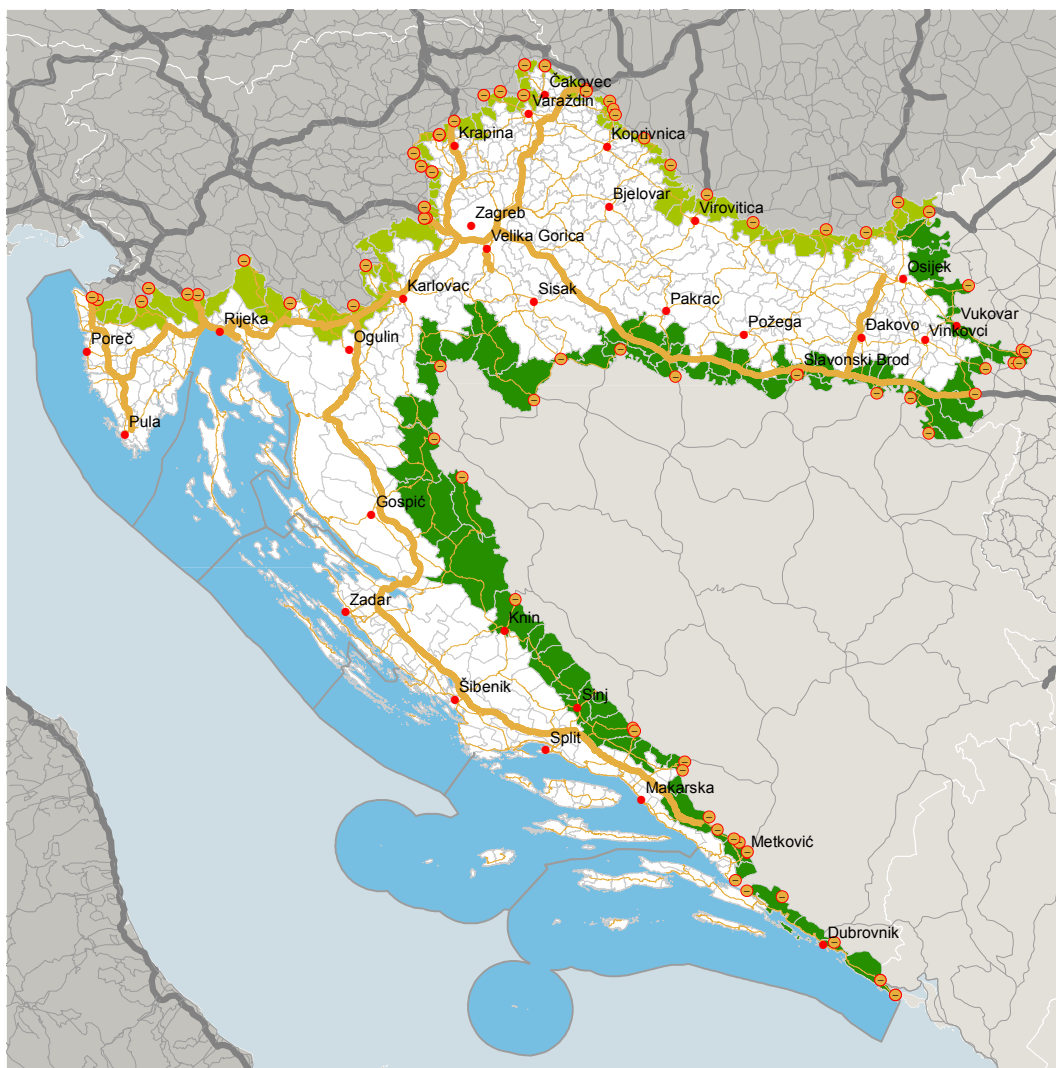 Čakovec
Varaždin
Krapina
Koprivnica
Bjelovar
Zagreb
Virovitica
Velika Gorica
Osijek
Karlovac
Sisak
Pakrac
Rijeka
Vukovar
Požega
Đakovo
Vinkovci
Poreč
Ogulin
Slavonski Brod
Pula
Gospić
Zadar
Knin
Šibenik
Sinj
Split
Makarska
Metković
Dubrovnik